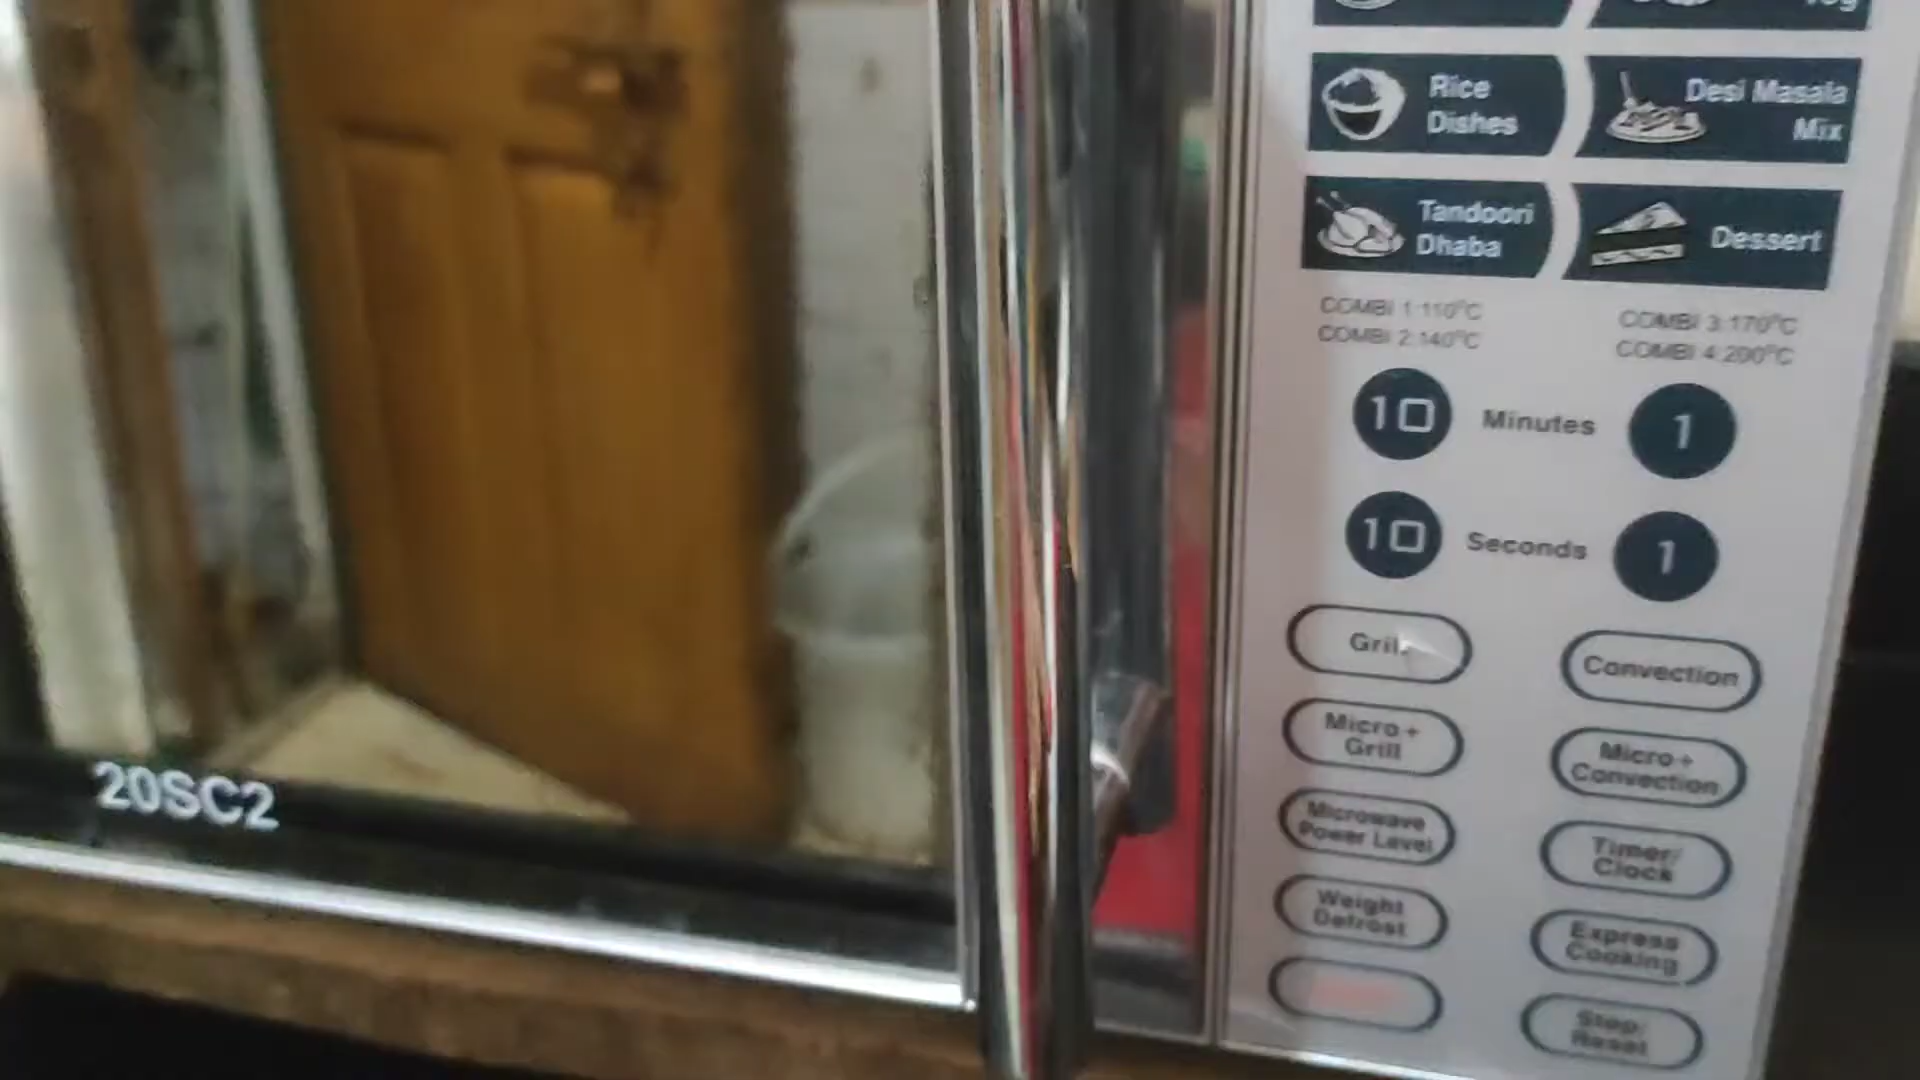 Rice
Dishes
Desi Masala
Mix
Tandoori
Dhaba
Dessert
COMBI 1:110°C
COMBI 2:140°C
COMBI 3:170°C
COMBI 4:200°C
10 Minutes 1
10 Seconds 1
Grill
Convection
Micro+
Grill
Micro+
Convection
Microwave
Power Level
Timer/
Clock
Weight
Defrost
Express
Cooking
Stop/
Reset
20SC2